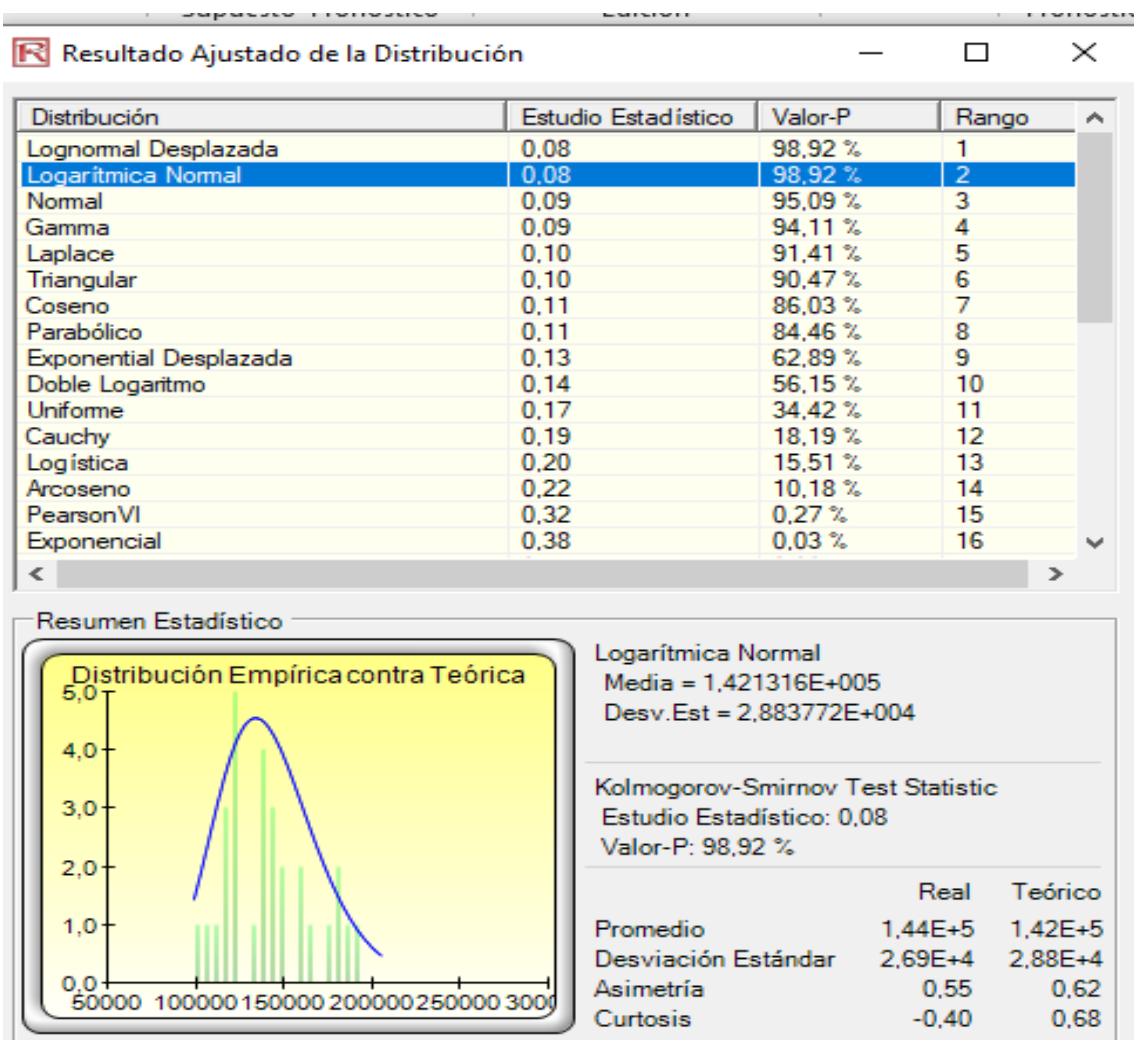 Resultado Ajustado de la Distribución
Distribución Estudio Estadístico Valor-P Rango
Lognormal Desplazada 0,08 98,92 % 1
Logarítmica Normal 0,08 98,92 % 2
Normal 0,09 95,09 % 3
Gamma 0,09 94,11 % 4
Laplace 0,10 91,41 % 5
Triangular 0,10 90,47 % 6
Coseno 0,11 86,03 % 7
Parabólico 0,11 84,46 % 8
Exponential Desplazada 0,13 62,89 % 9
Doble Logaritmo 0,14 56,15 % 10
Uniforme 0,17 34,42 % 11
Cauchy 0,19 18,19 % 12
Logística 0,20 15,51 % 13
Arcoseno 0,22 10,18 % 14
PearsonVI 0,32 0,27 % 15
Exponencial 0,38 0,03 % 16
Resumen Estadístico
Distribución Empírica contra Teórica
5,0
4,0
3,0
2,0
1,0
0,0
50000 100000 150000 200000 250000 3000
Logarítmica Normal
Media = 1,421316E+005
Desv.Est = 2,883772E+004
Kolmogorov-Smirnov Test Statistic
Estudio Estadístico: 0,08
Valor-P: 98,92 %
Real Teórico
Promedio 1,44E+5 1,42E+5
Desviación Estándar 2,69E+4 2,88E+4
Asimetría 0,55 0,62
Curtosis -0,40 0,68